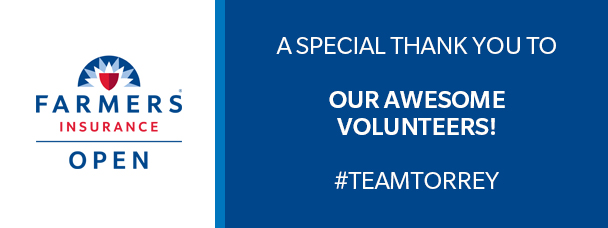 FARMERS®
INSURANCE
OPEN
A SPECIAL THANK YOU TO
OUR AWESOME
VOLUNTEERS!
#TEAMTORREY